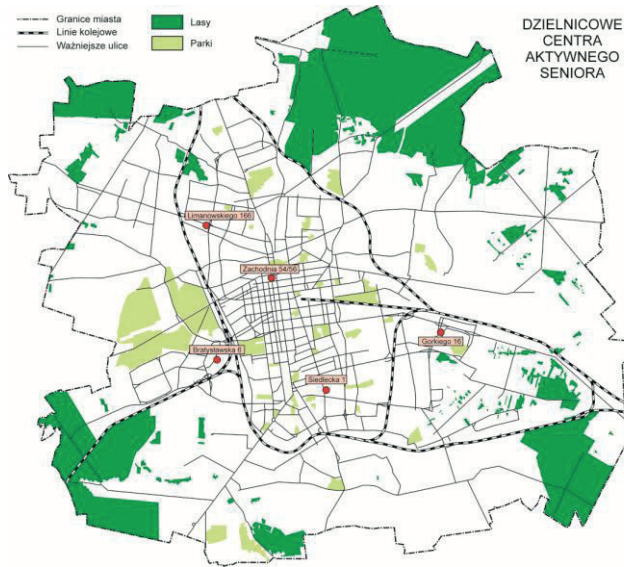 Granice miasta
Linie kolejowe
Ważniejsze ulice
Lasy
Parki
DZIELNICOWE
CENTRA
AKTYWNEGO
SENIORA
Limanowskiego 166
Zachodnia 54/56
Gorkiego 16
Bratysławska 6
Siedlecka 1